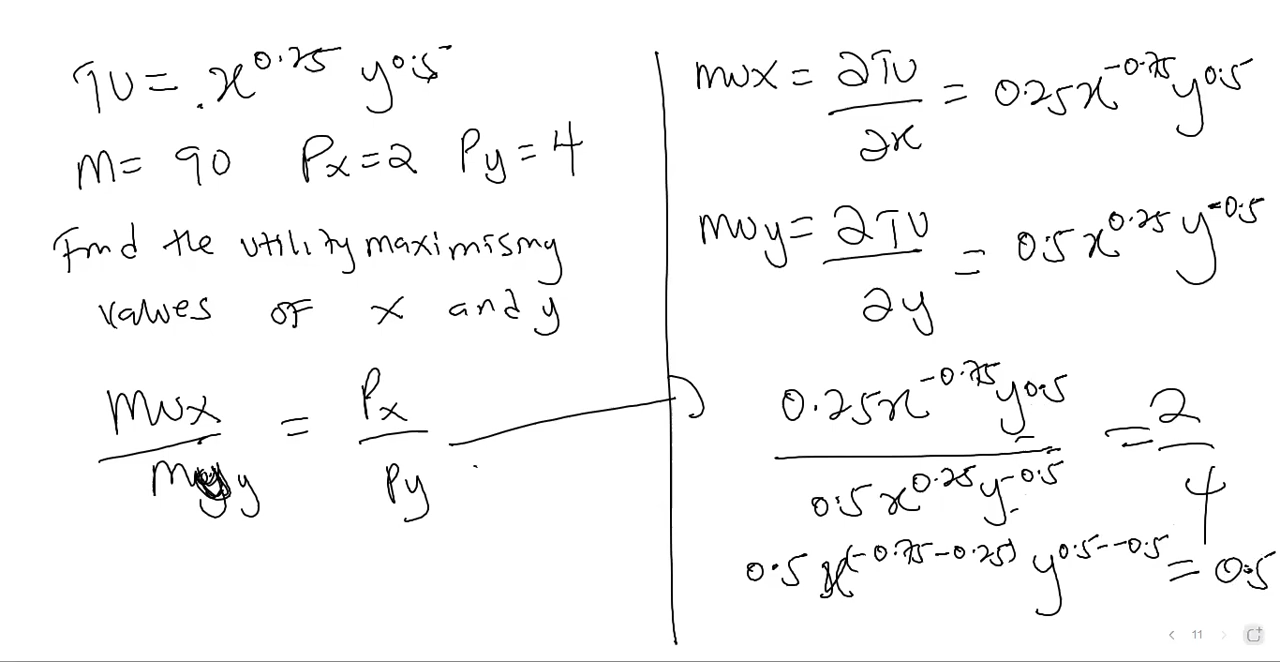 TU = x^0.25 y^0.5
M = 90 Px = 2 Py = 4
Find the utility maximising
values of x and y
MUx / MUy = Px / Py
MUx = ∂TU / ∂x = 0.25x^-0.75 y^0.5
MUy = ∂TU / ∂y = 0.5x^0.25 y^-0.5
0.25x^-0.75 y^0.5 / 0.5x^0.25 y^-0.5 = 2 / 4
0.5 x^(-0.75-0.25) y^0.5--0.5 = 0.5
11